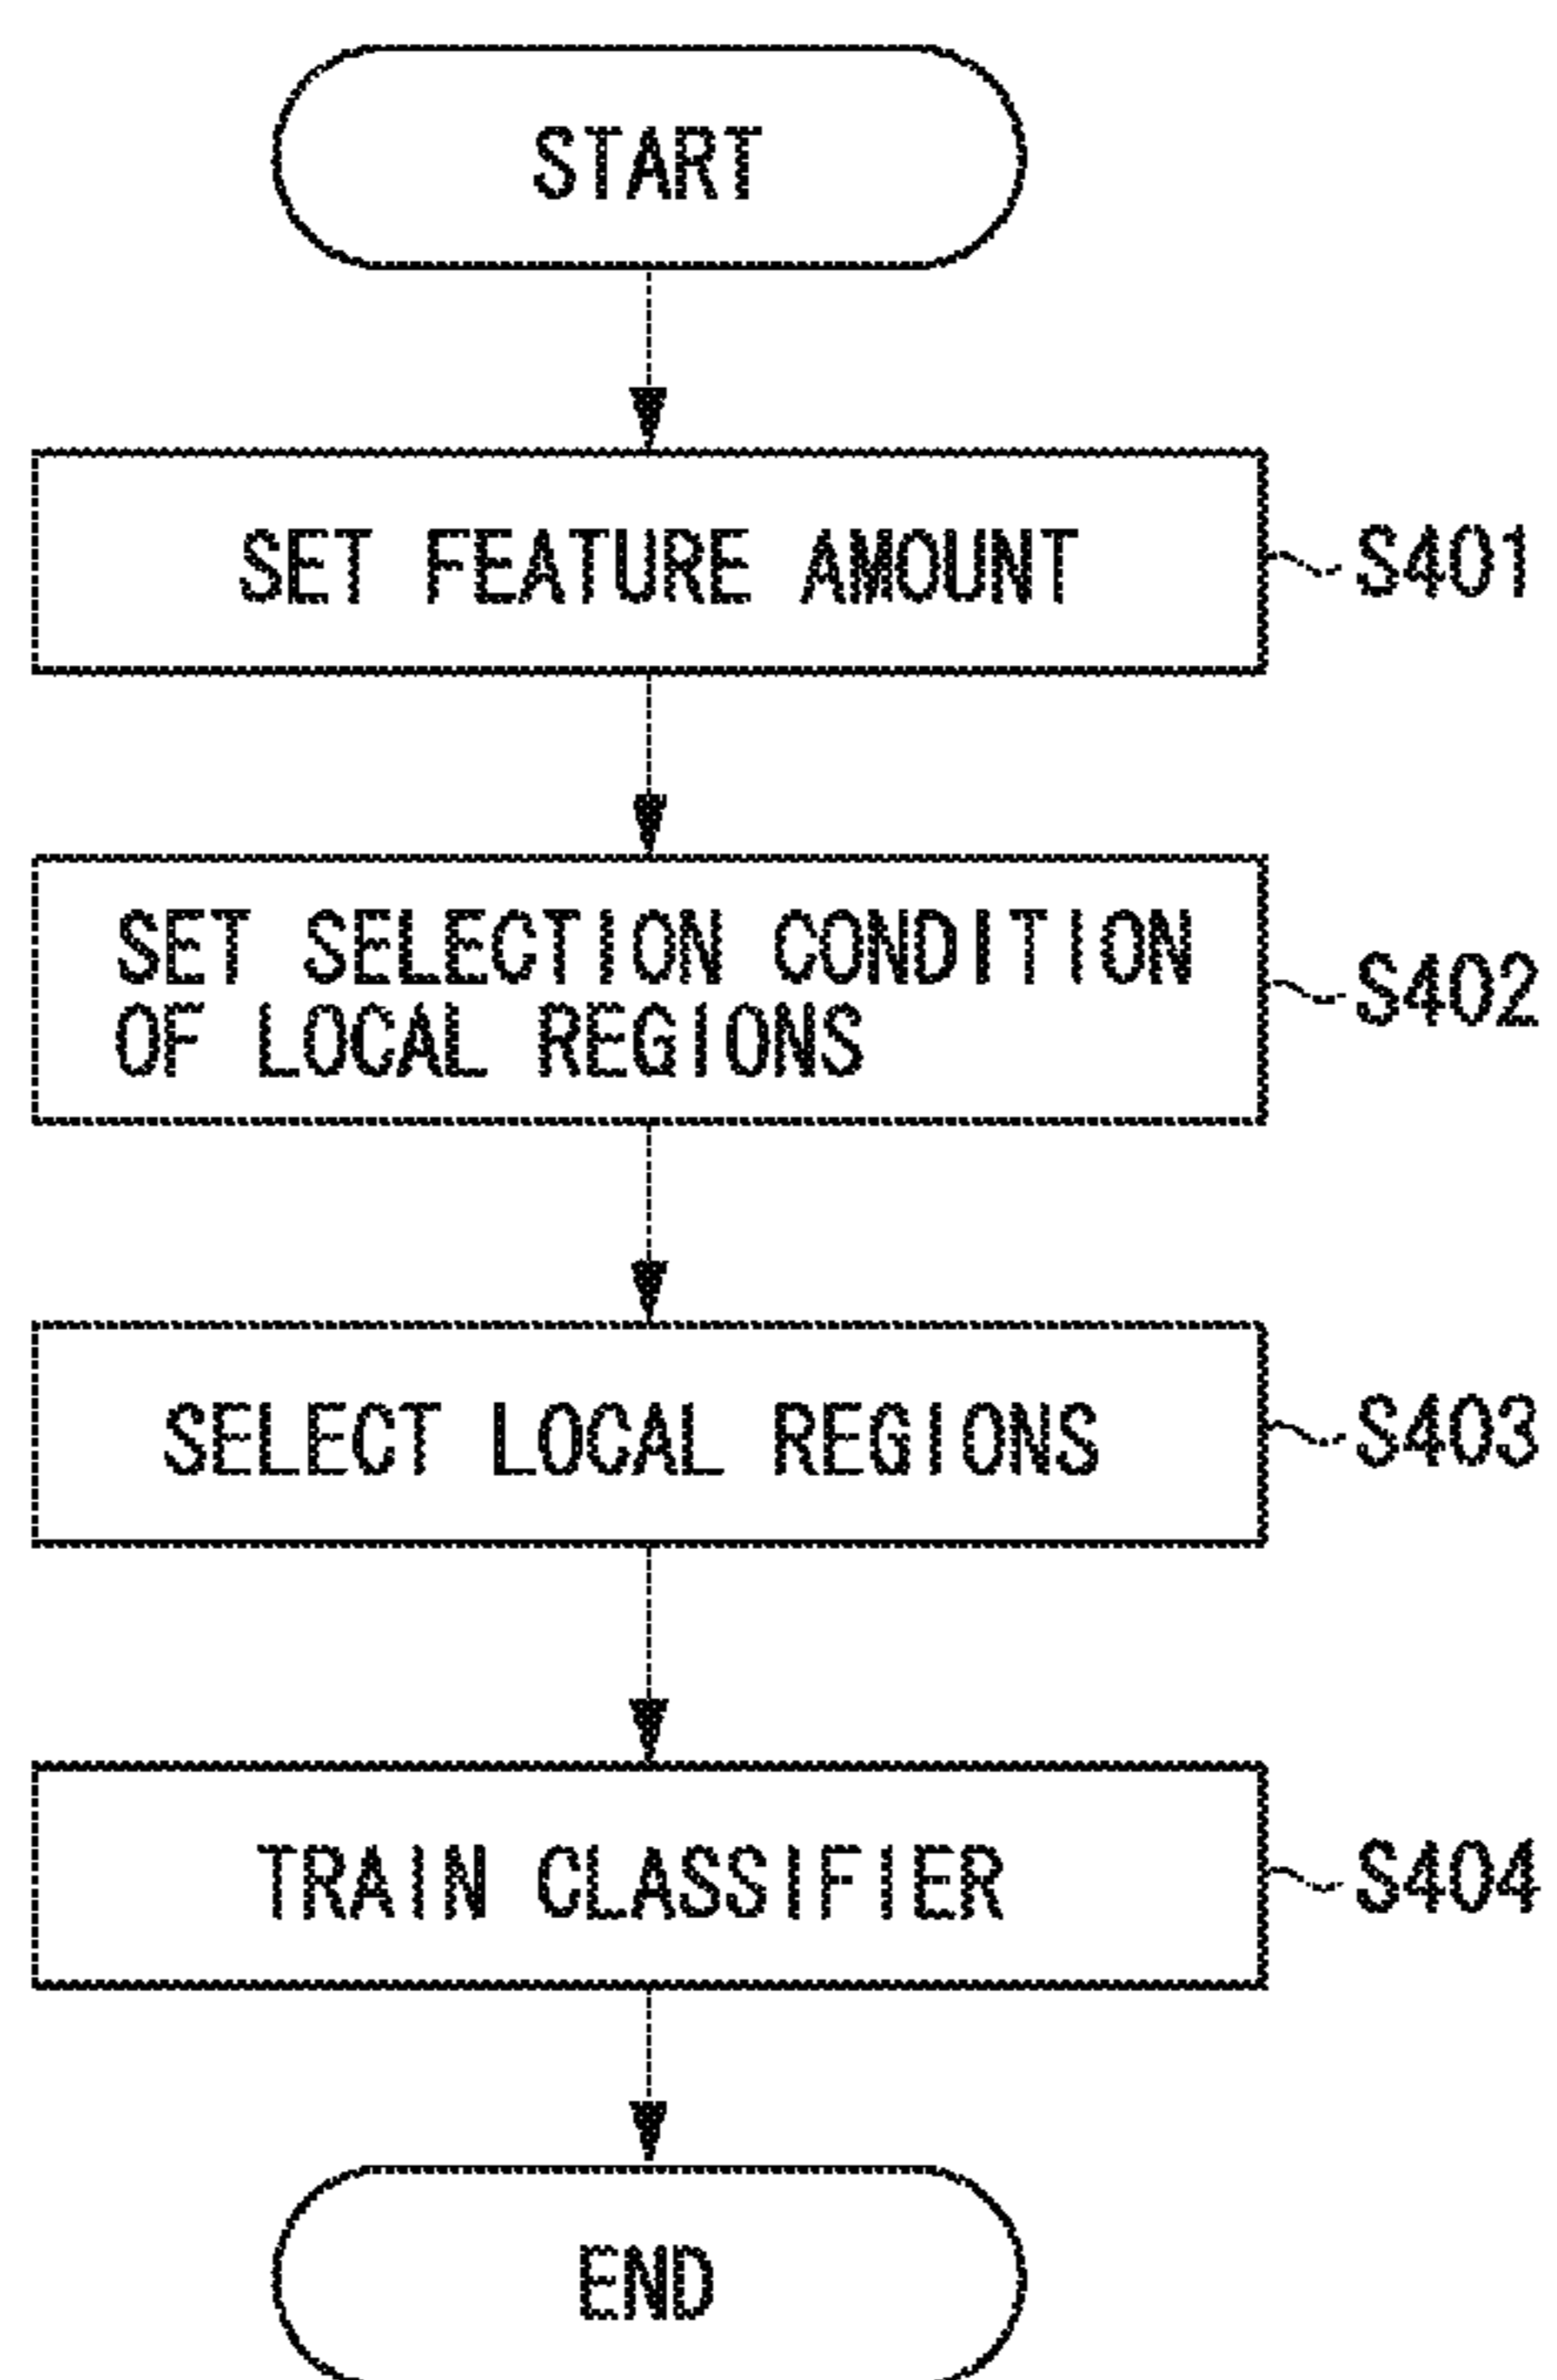 START
SET FEATURE AMOUNT
S401
SET SELECTION CONDITION
OF LOCAL REGIONS
S402
SELECT LOCAL REGIONS
S403
TRAIN CLASSIFIER
S404
END